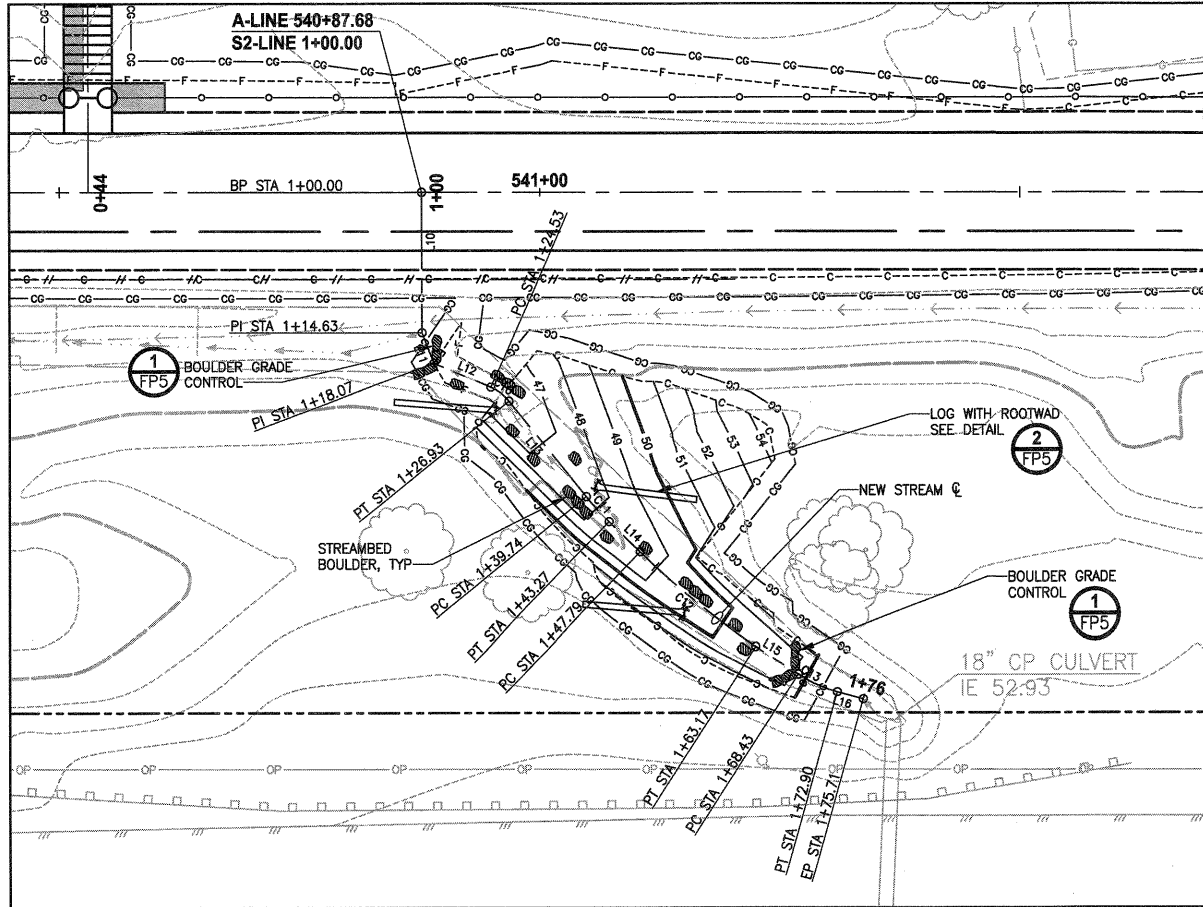 A-LINE 540+87.68
S2-LINE 1+00.00
0+44
BP STA 1+00.00
1+00
541+00
L10
PC STA 1+24.53
PI STA 1+14.63
1
FP5
BOULDER GRADE
CONTROL
PI STA 1+18.07
L12
47
48
49
50
51
52
53
54
LOG WITH ROOTWAD
SEE DETAIL
2
FP5
PT STA 1+26.93
L13
NEW STREAM ℄
STREAMBED
BOULDER, TYP
C11
L14
PC STA 1+39.74
PT STA 1+43.27
PC STA 1+47.79
C12
L15
BOULDER GRADE
CONTROL
1
FP5
18" CP CULVERT
IE 52.93
1+76
PT STA 1+63.17
PC STA 1+68.43
PT STA 1+72.90
EP STA 1+75.71
CG
F
C
G
O
OP